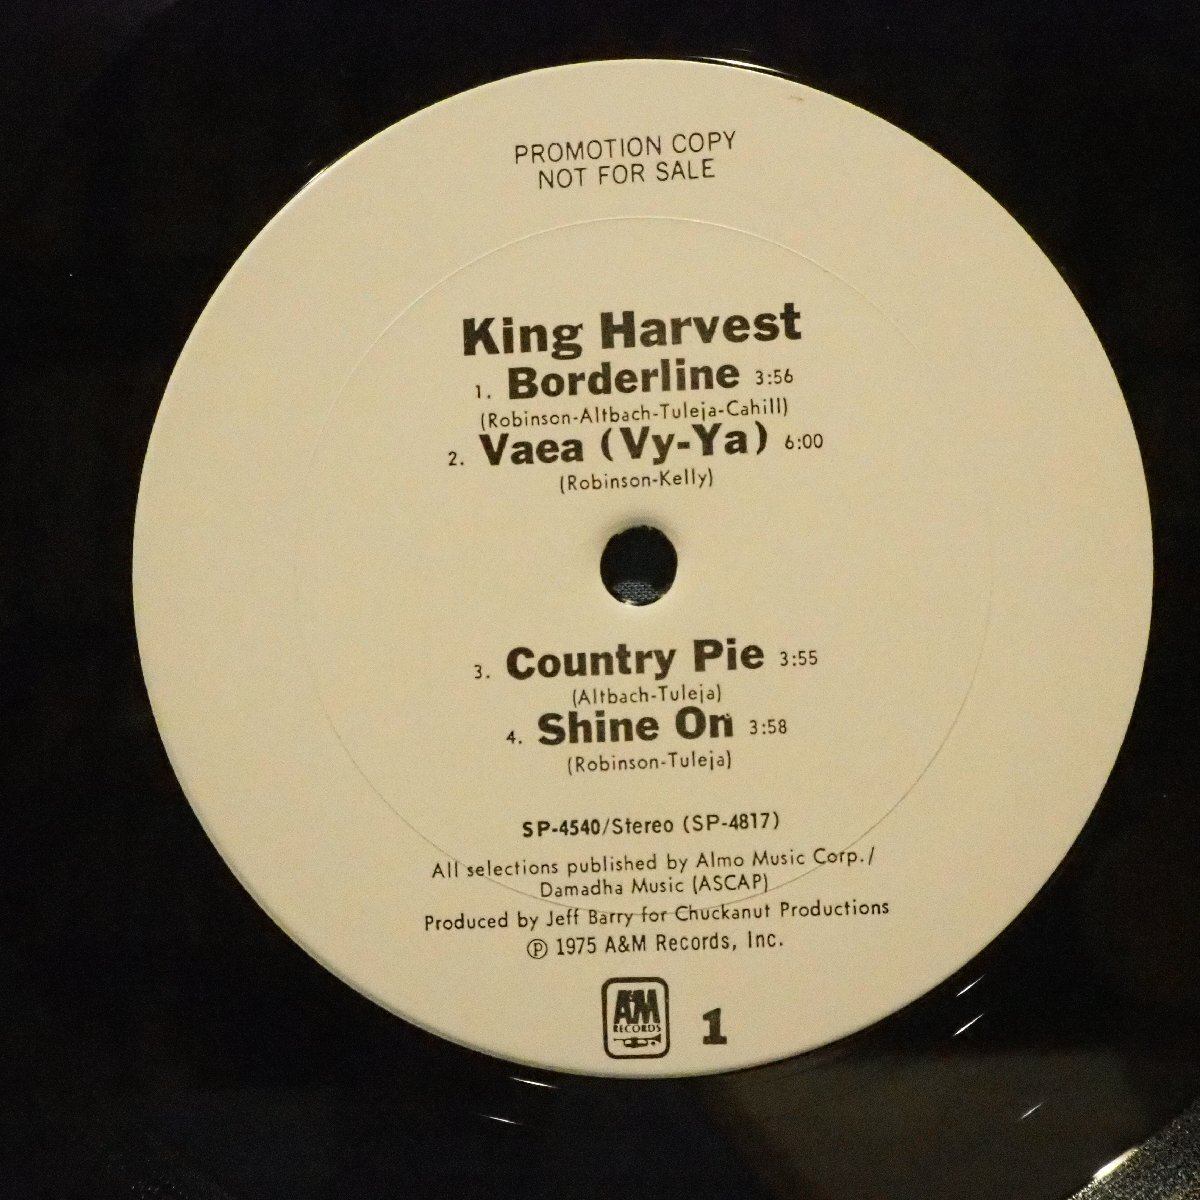 PROMOTION COPY
NOT FOR SALE
King Harvest
1. Borderline 3:56
(Robinson-Altbach-Tuleja-Cahill)
2. Vaea (Vy-Ya) 6:00
(Robinson-Kelly)
3. Country Pie 3:55
(Altbach-Tuleja)
4. Shine On 3:58
(Robinson-Tuleja)
SP-4540/Stereo (SP-4817)
All selections published by Almo Music Corp./
Damadha Music (ASCAP)
Produced by Jeff Barry for Chuckanut Productions
℗ 1975 A&M Records, Inc.
A&M
RECORDS
1